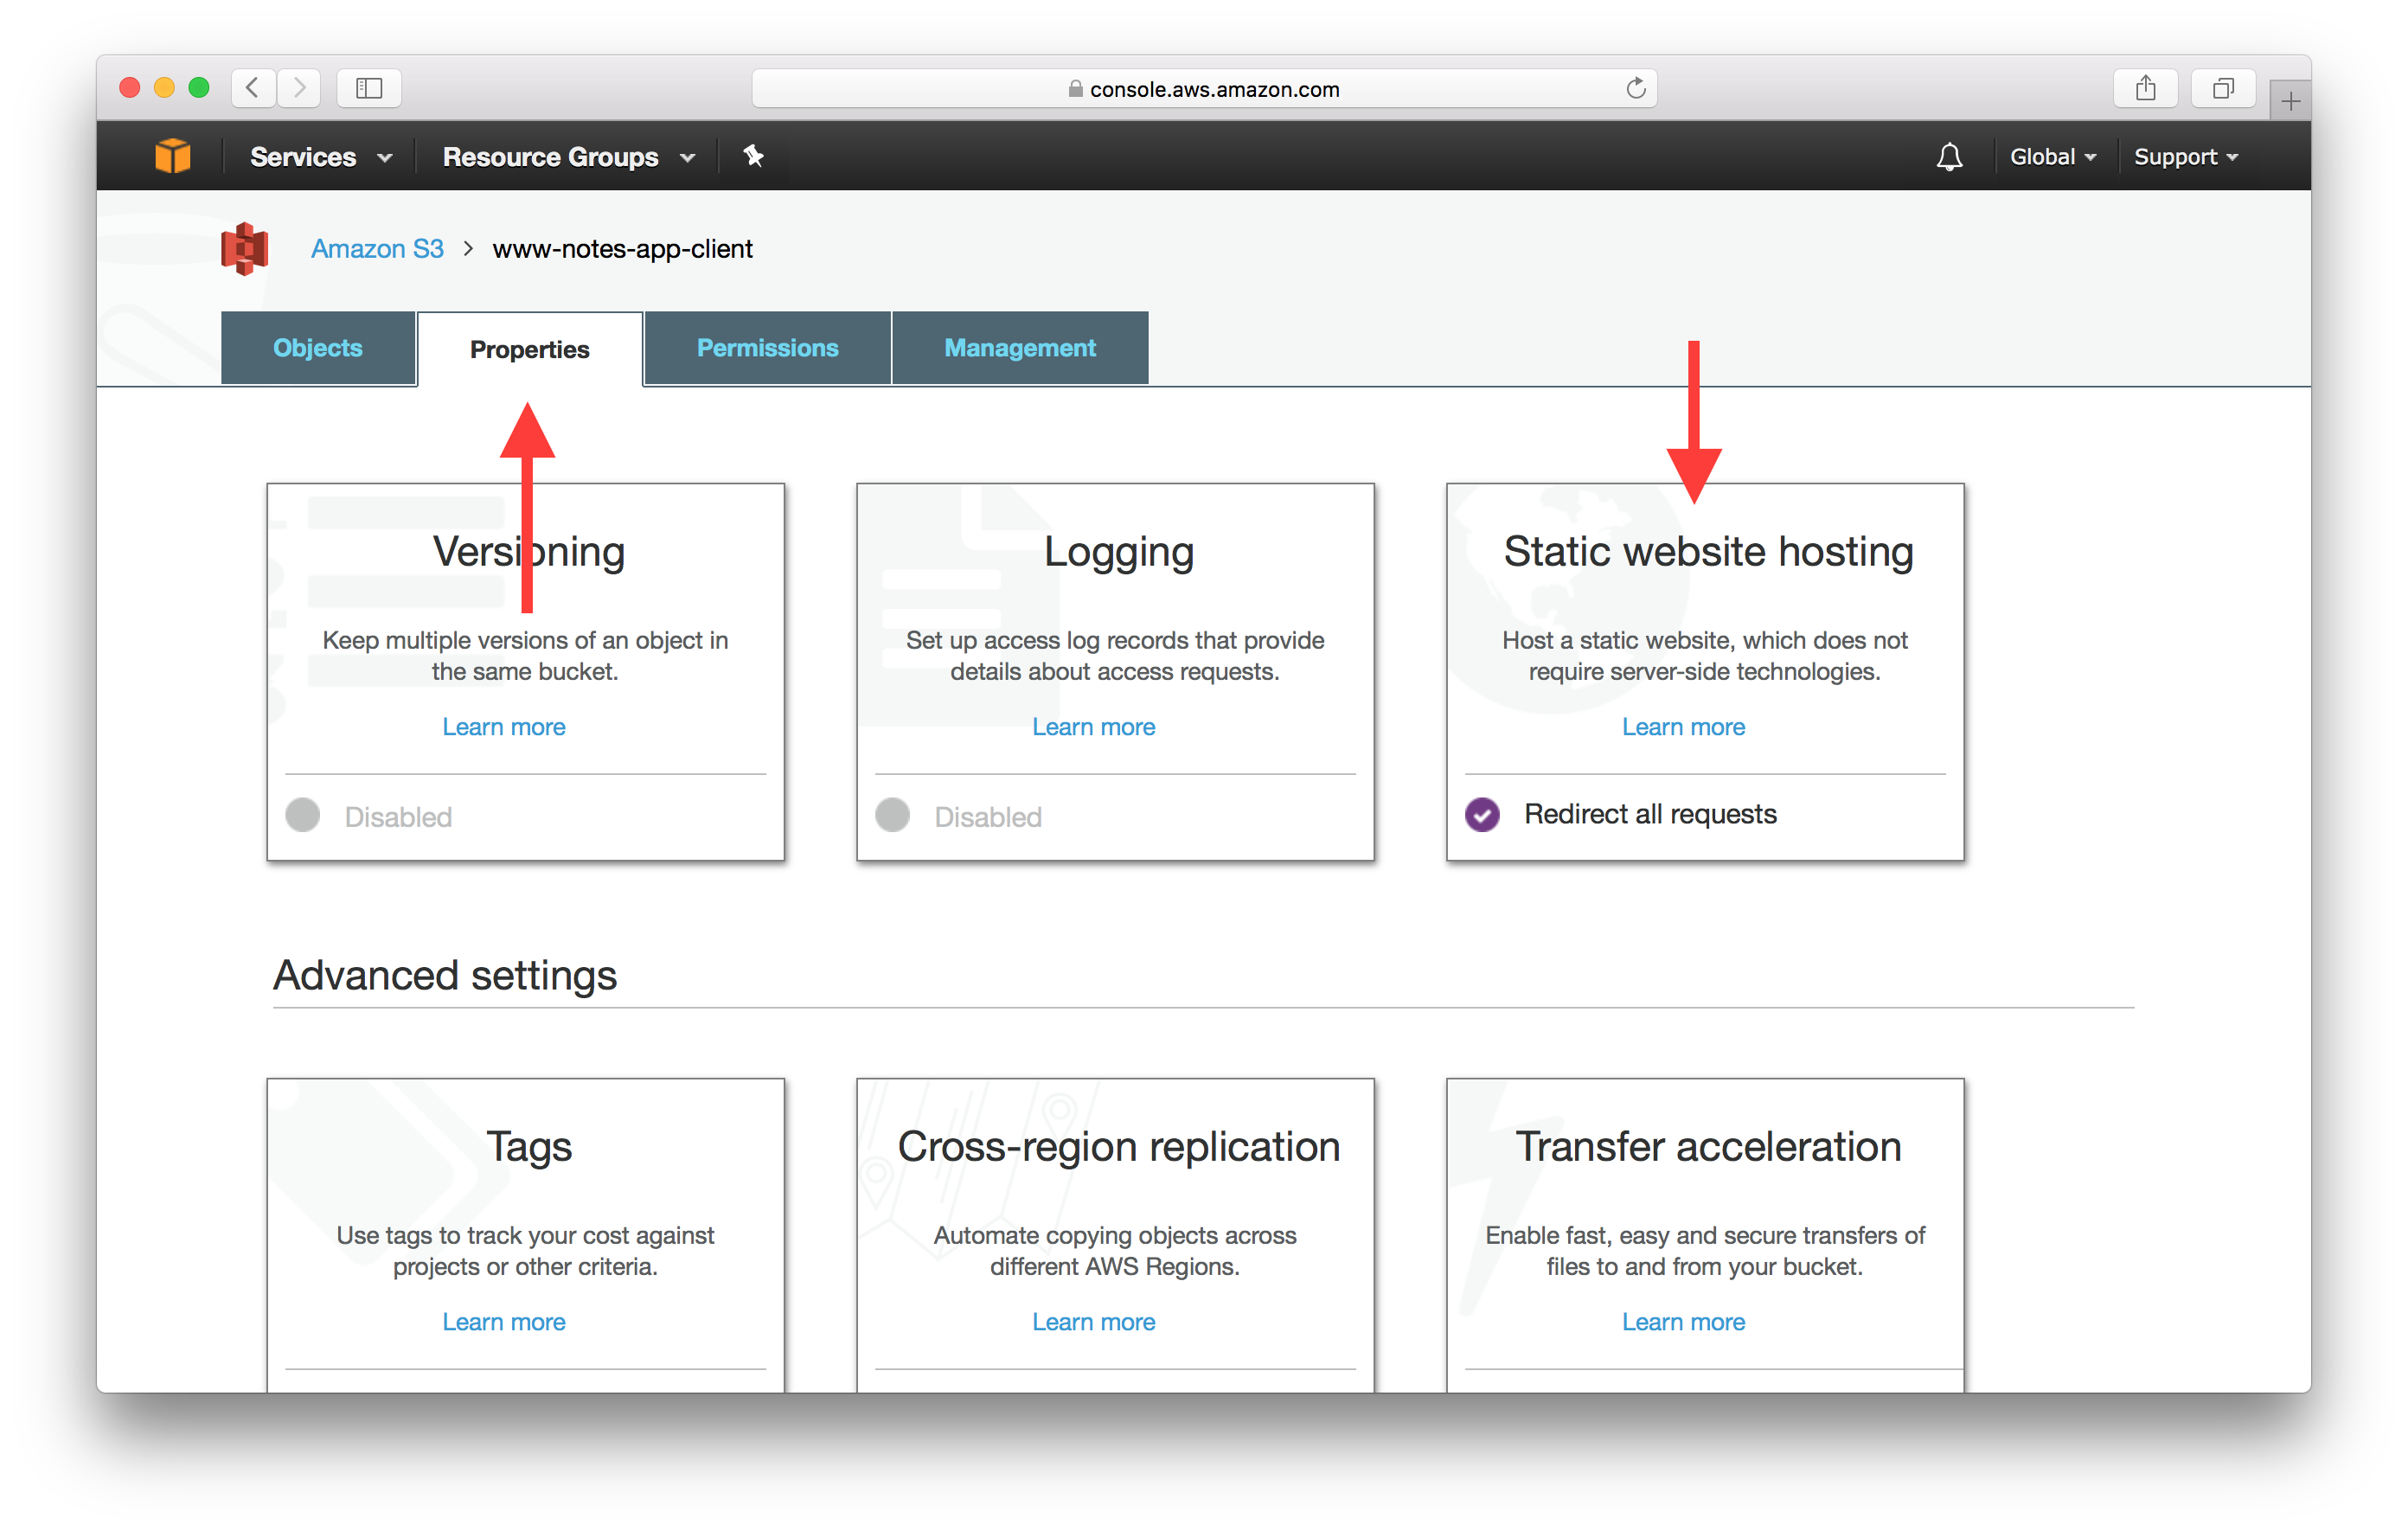 console.aws.amazon.com
Services Resource Groups Global Support
Amazon S3 > www-notes-app-client
Objects Properties Permissions Management
Versioning
Keep multiple versions of an object in
the same bucket.
Learn more
Disabled
Logging
Set up access log records that provide
details about access requests.
Learn more
Disabled
Static website hosting
Host a static website, which does not
require server-side technologies.
Learn more
Redirect all requests
Advanced settings
Tags
Use tags to track your cost against
projects or other criteria.
Learn more
Cross-region replication
Automate copying objects across
different AWS Regions.
Learn more
Transfer acceleration
Enable fast, easy and secure transfers of
files to and from your bucket.
Learn more